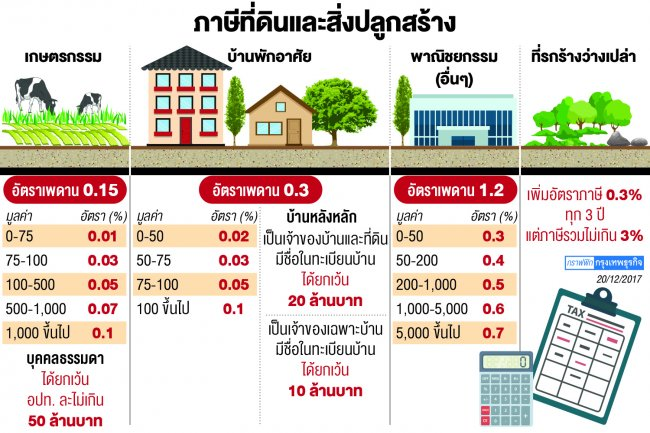 ภาษีที่ดินและสิ่งปลูกสร้าง
เกษตรกรรม
อัตราเพดาน 0.15
มูลค่า อัตรา (%)
0-75 0.01
75-100 0.03
100-500 0.05
500-1,000 0.07
1,000 ขึ้นไป 0.1
บุคคลธรรมดา
ได้ยกเว้น
อปท. ละไม่เกิน
50 ล้านบาท
บ้านพักอาศัย
อัตราเพดาน 0.3
มูลค่า อัตรา (%)
0-50 0.02
50-75 0.03
75-100 0.05
100 ขึ้นไป 0.1
บ้านหลังหลัก
เป็นเจ้าของบ้านและที่ดิน
มีชื่อในทะเบียนบ้าน
ได้ยกเว้น
20 ล้านบาท
เป็นเจ้าของเฉพาะบ้าน
มีชื่อในทะเบียนบ้าน
ได้ยกเว้น
10 ล้านบาท
พาณิชยกรรม
(อื่นๆ)
อัตราเพดาน 1.2
มูลค่า อัตรา (%)
0-50 0.3
50-200 0.4
200-1,000 0.5
1,000-5,000 0.6
5,000 ขึ้นไป 0.7
ที่รกร้างว่างเปล่า
เพิ่มอัตราภาษี 0.3%
ทุก 3 ปี
แต่ภาษีรวมไม่เกิน 3%
กราฟฟิก กรุงเทพธุรกิจ
20/12/2017
TAX
0